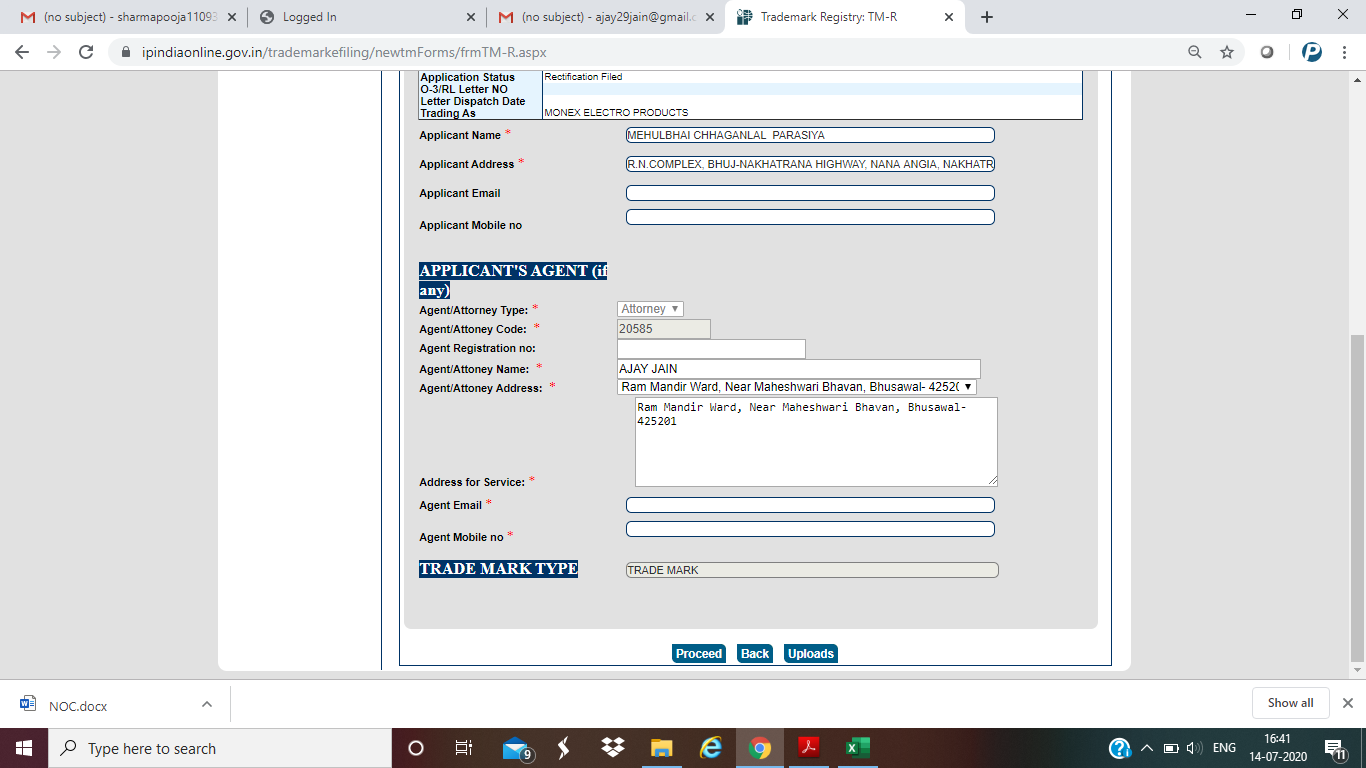 (no subject) - sharmapooja11093
Logged In
(no subject) - ajay29jain@gmail.c
Trademark Registry: TM-R
ipindiaonline.gov.in/trademarkefiling/newtmForms/frmTM-R.aspx
Application Status Rectification Filed
O-3/RL Letter NO
Letter Dispatch Date
Trading As MONEX ELECTRO PRODUCTS
Applicant Name * MEHULBHAI CHHAGANLAL PARASIYA
Applicant Address * R.N.COMPLEX, BHUJ-NAKHATRANA HIGHWAY, NANA ANGIA, NAKHATR
Applicant Email
Applicant Mobile no
APPLICANT'S AGENT (if
any)
Agent/Attorney Type: * Attorney
Agent/Attoney Code: * 20585
Agent Registration no:
Agent/Attoney Name: * AJAY JAIN
Agent/Attoney Address: * Ram Mandir Ward, Near Maheshwari Bhavan, Bhusawal- 42520
Ram Mandir Ward, Near Maheshwari Bhavan, Bhusawal-
425201
Address for Service: *
Agent Email *
Agent Mobile no *
TRADE MARK TYPE TRADE MARK
Proceed Back Uploads
NOC.docx
Show all
Type here to search
9
ENG
16:41
14-07-2020
11